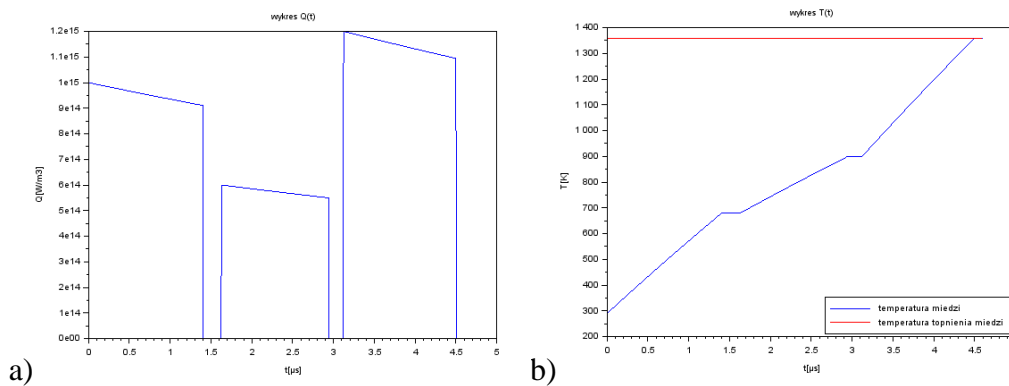 wykres Q(t)
1.2e15
1.1e15
1e15
9e14
8e14
7e14
6e14
5e14
4e14
3e14
2e14
1e14
0e00
Q[W/m3]
0 0.5 1 1.5 2 2.5 3 3.5 4 4.5 5
t[µs]
a)
wykres T(t)
1 400
1 300
1 200
1 100
1 000
900
800
700
600
500
400
300
200
T[K]
0 0.5 1 1.5 2 2.5 3 3.5 4 4.5 5
t[µs]
temperatura miedzi
temperatura topnienia miedzi
b)